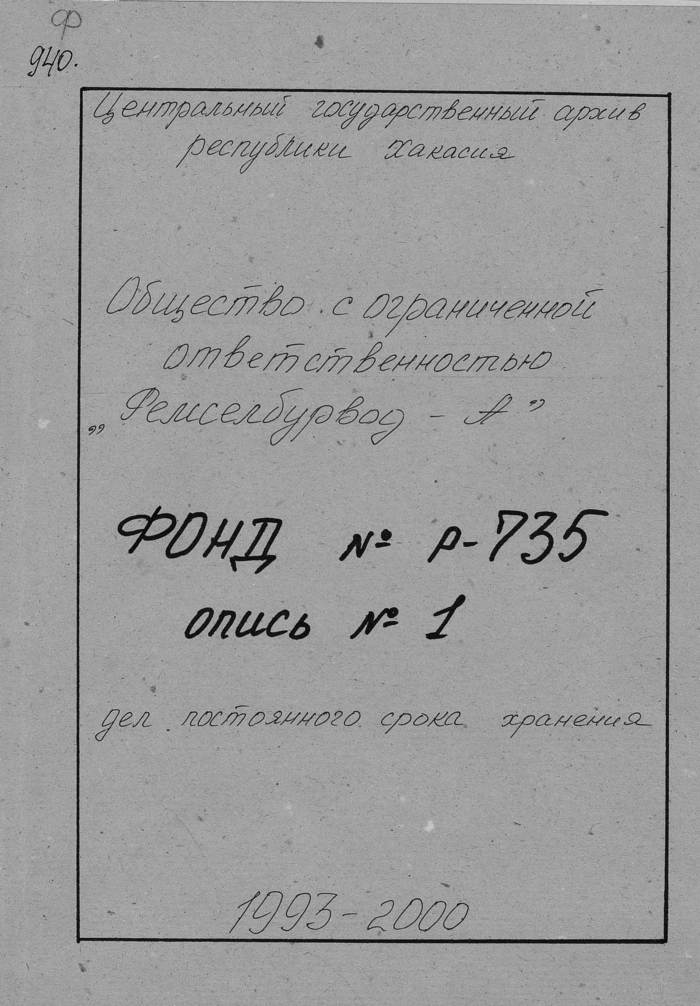 Ф
940.
Центральный государственный архив
республики Хакасия
Общество с ограниченной
ответственностью
„Ремселбурвод - А”
ФОНД № Р-735
опись № 1
дел постоянного срока хранения
1993-2000